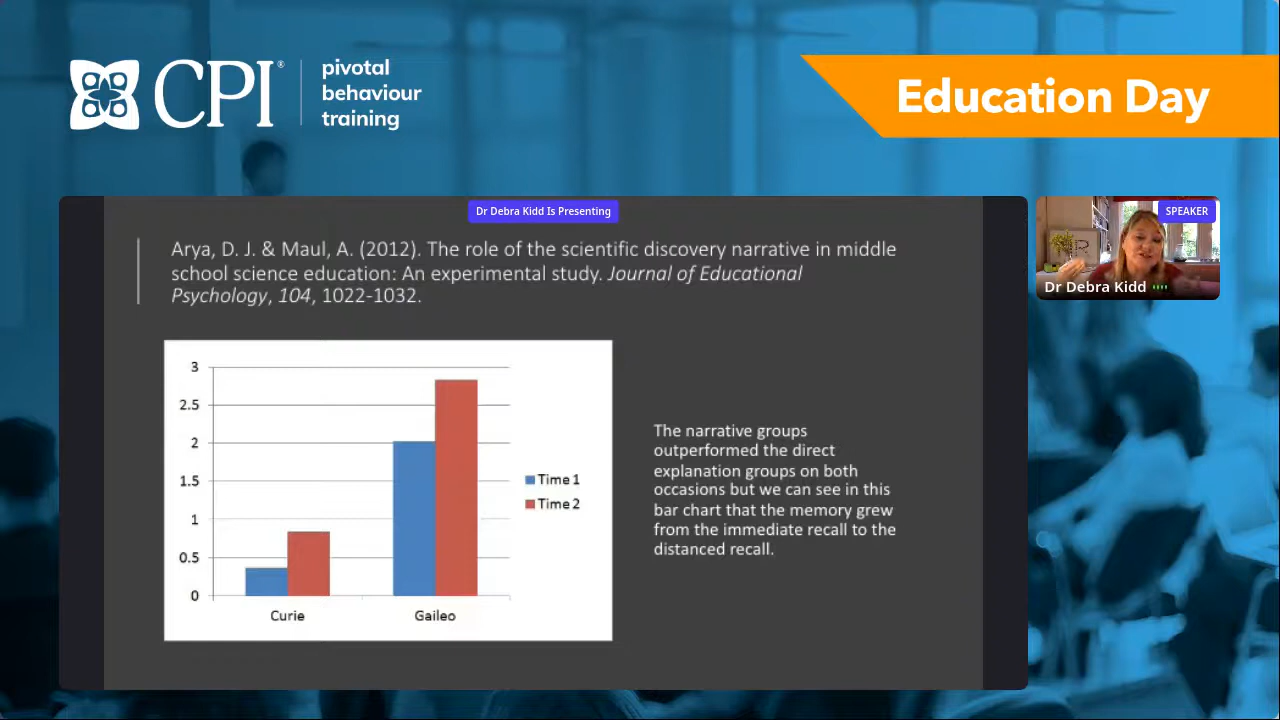 CPI®
pivotal
behaviour
training
Education Day
Dr Debra Kidd Is Presenting
SPEAKER
Dr Debra Kidd
Arya, D. J. & Maul, A. (2012). The role of the scientific discovery narrative in middle
school science education: An experimental study. Journal of Educational
Psychology, 104, 1022-1032.
3
2.5
2
1.5
1
0.5
0
Curie
Gaileo
Time 1
Time 2
The narrative groups
outperformed the direct
explanation groups on both
occasions but we can see in this
bar chart that the memory grew
from the immediate recall to the
distanced recall.